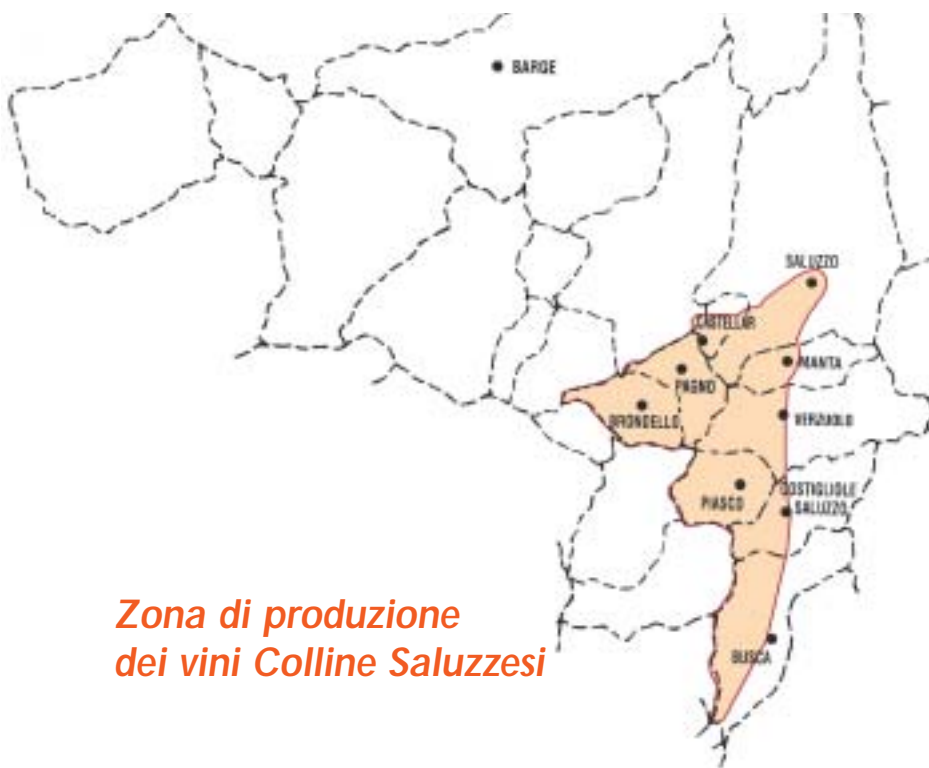 BARGE
SALUZZO
CASTELLAR
MANTA
PAGNO
BRONDELLO
VERZUOLO
PIASCO
COSTIGLIOLE
SALUZZO
BUSCA
Zona di produzione
dei vini Colline Saluzzesi